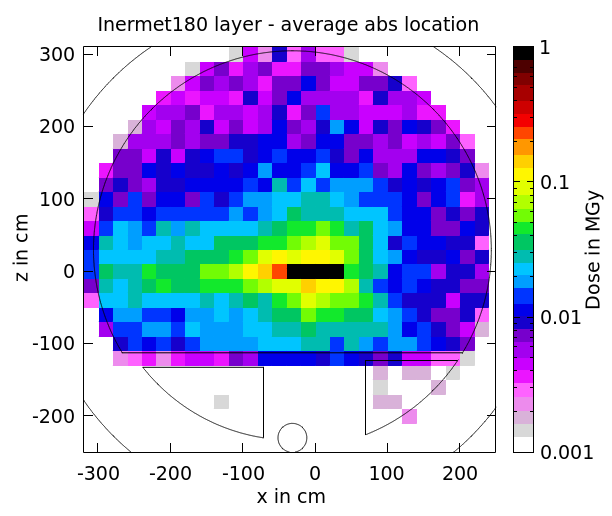 Inermet180 layer - average abs location
300
200
100
0
-100
-200
z in cm
-300 -200 -100 0 100 200
x in cm
1
0.1
0.01
0.001
Dose in MGy